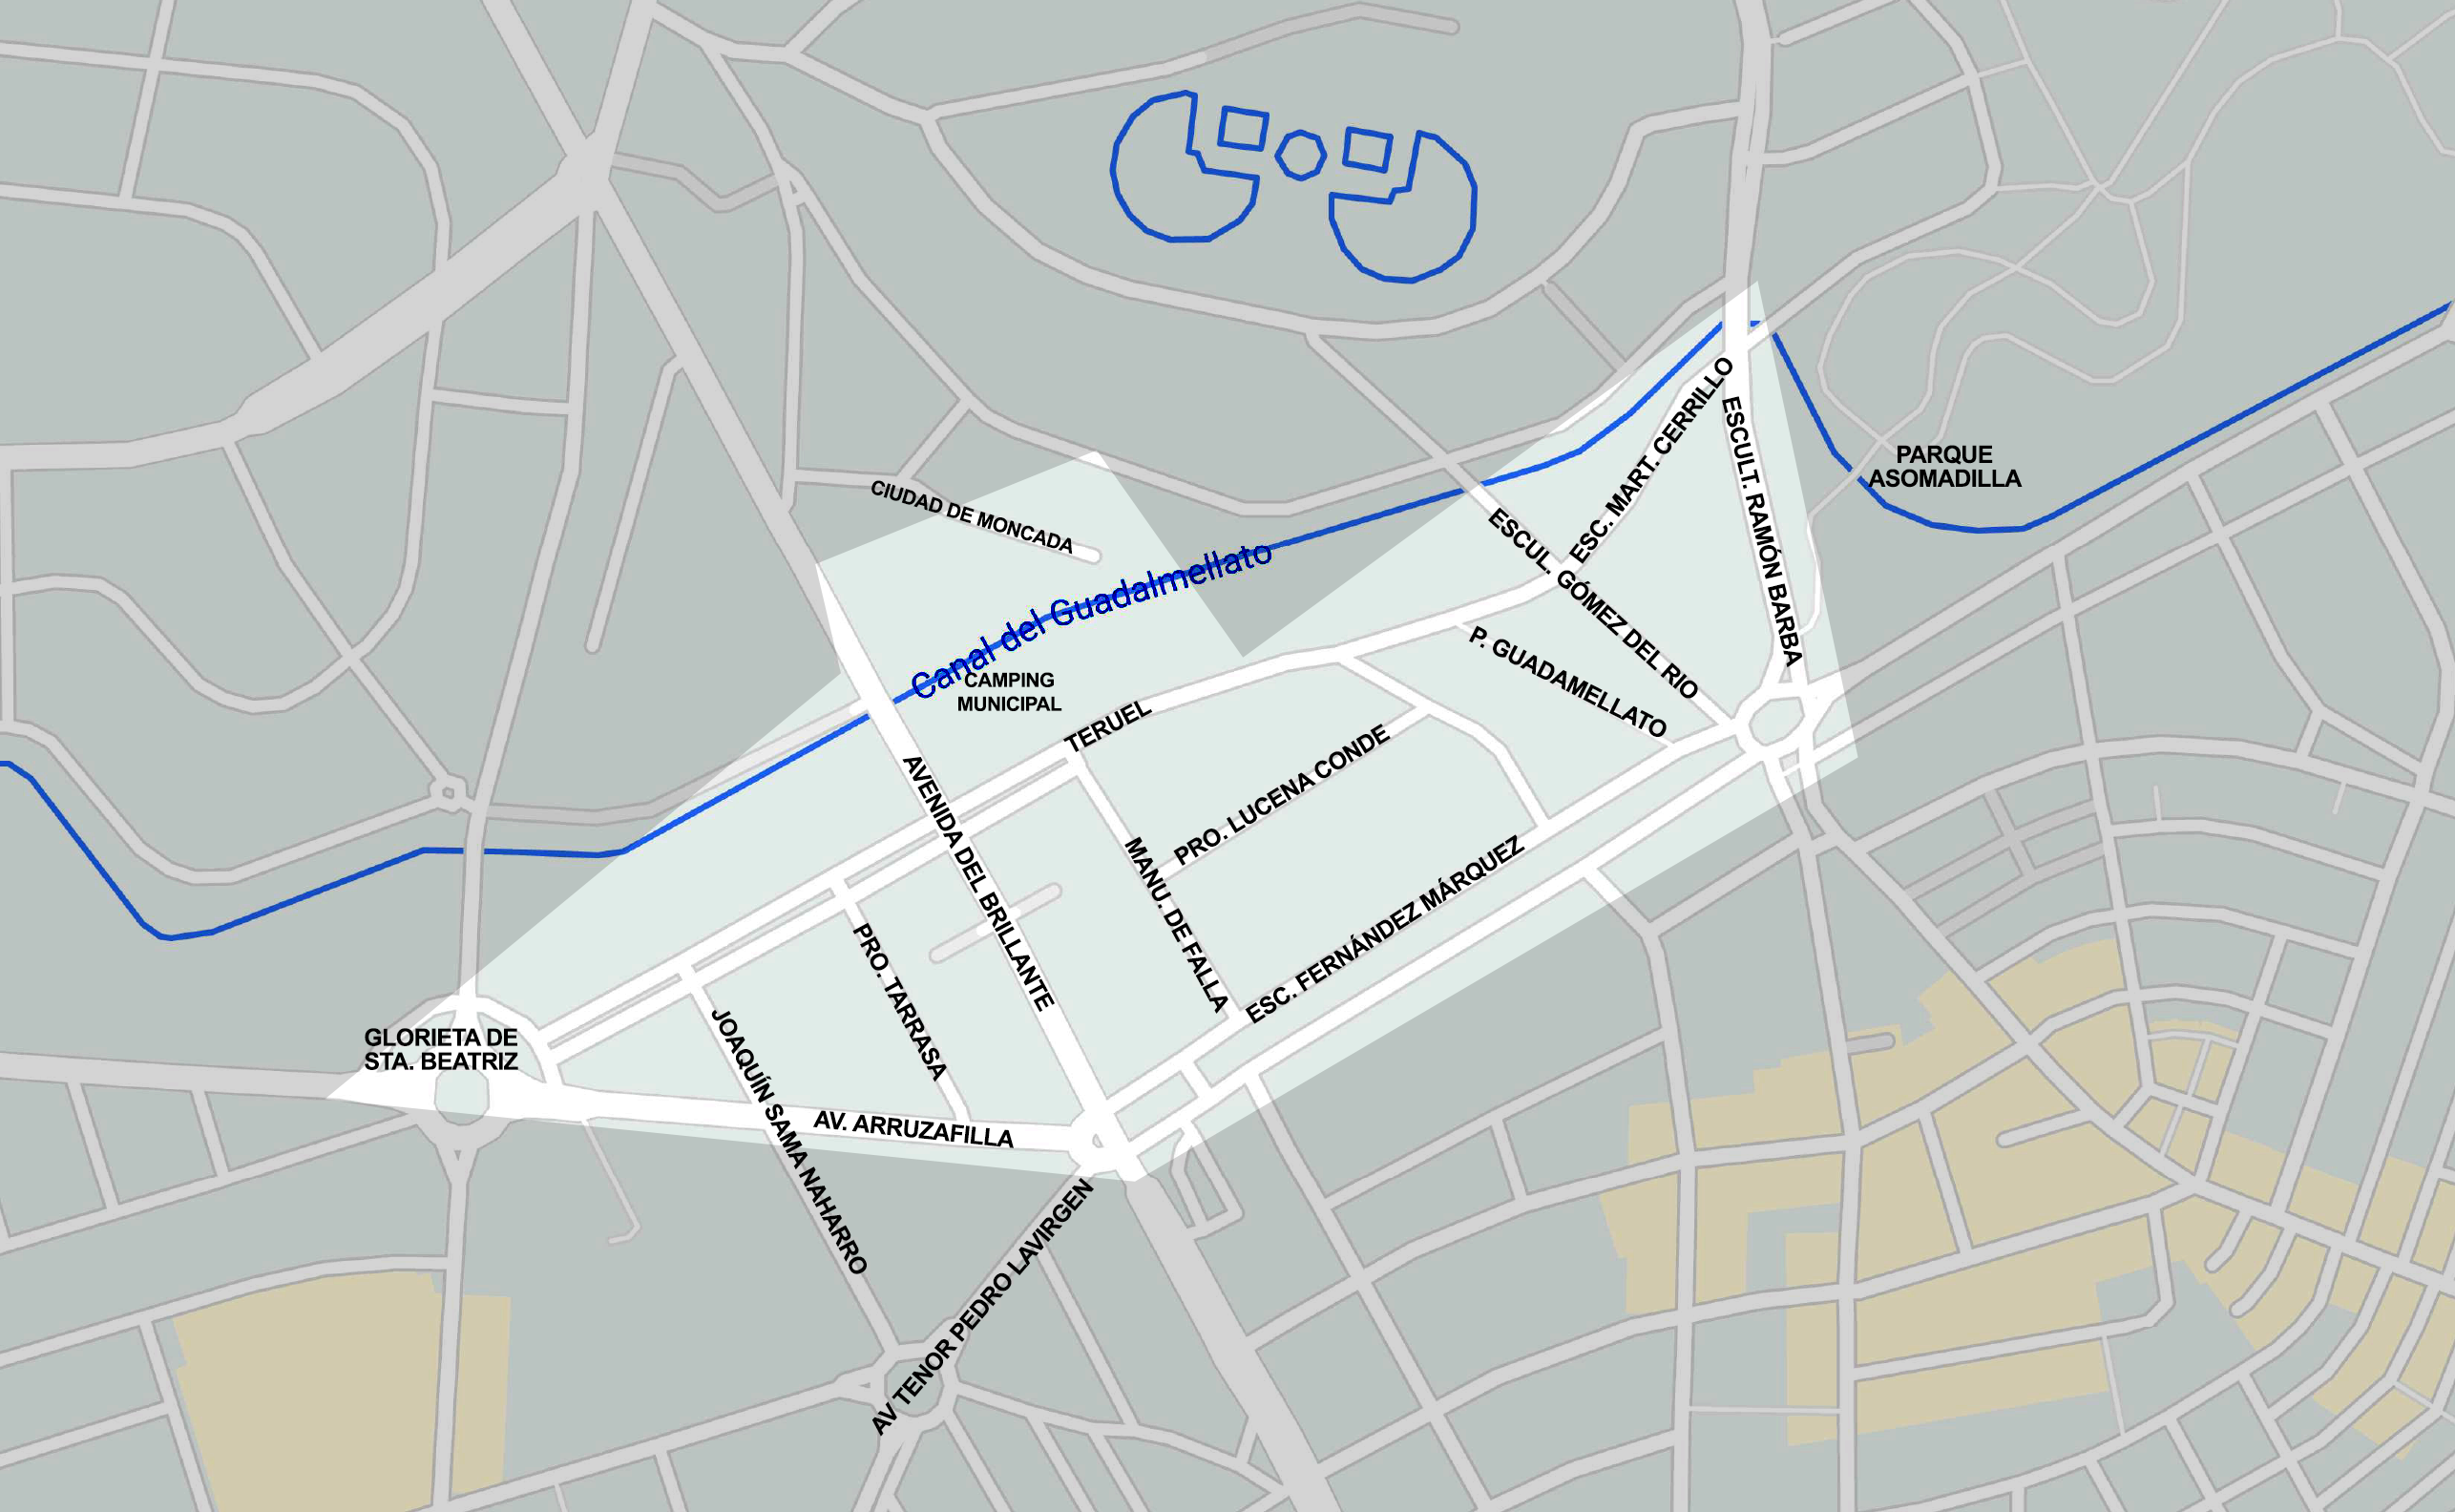 PARQUE
ASOMADILLA
ESC. MART. CERRILLO
ESCULT. RAMÓN BARBA
CIUDAD DE MONCADA
ESCUL. GÓMEZ DEL RIO
Canal del Guadalmellato
CAMPING
MUNICIPAL
P. GUADAMELLATO
TERUEL
PRO. LUCENA CONDE
AVENIDA DEL BRILLANTE
MANU. DE FALLA
ESC. FERNÁNDEZ MÁRQUEZ
PRO. TARRASA
JOAQUÍN SAMA NAHARRO
GLORIETA DE
STA. BEATRIZ
AV. ARRUZAFILLA
AV TENOR PEDRO LAVIRGEN